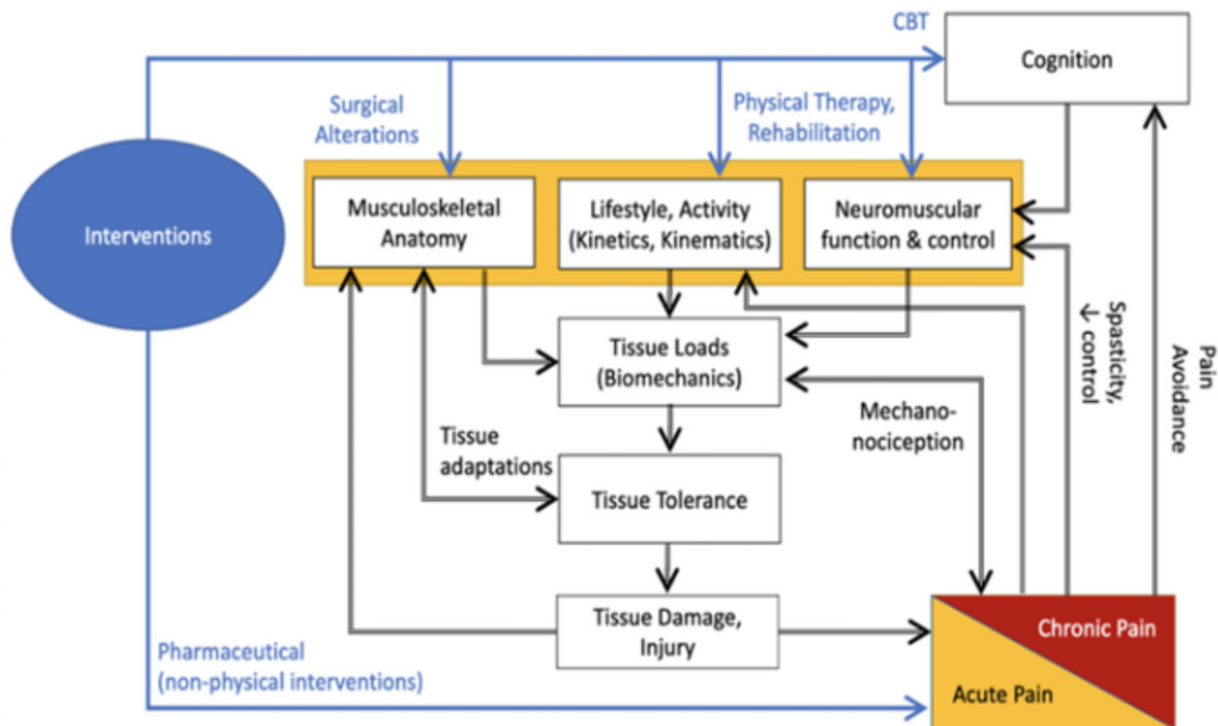 CBT
Cognition
Surgical
Alterations
Physical Therapy,
Rehabilitation
Interventions
Musculoskeletal
Anatomy
Lifestyle, Activity
(Kinetics, Kinematics)
Neuromuscular
function & control
Tissue Loads
(Biomechanics)
Spasticity,
↓ control
Pain
Avoidance
Mechano-
nociception
Tissue
adaptations
Tissue Tolerance
Tissue Damage,
Injury
Chronic Pain
Acute Pain
Pharmaceutical
(non-physical interventions)